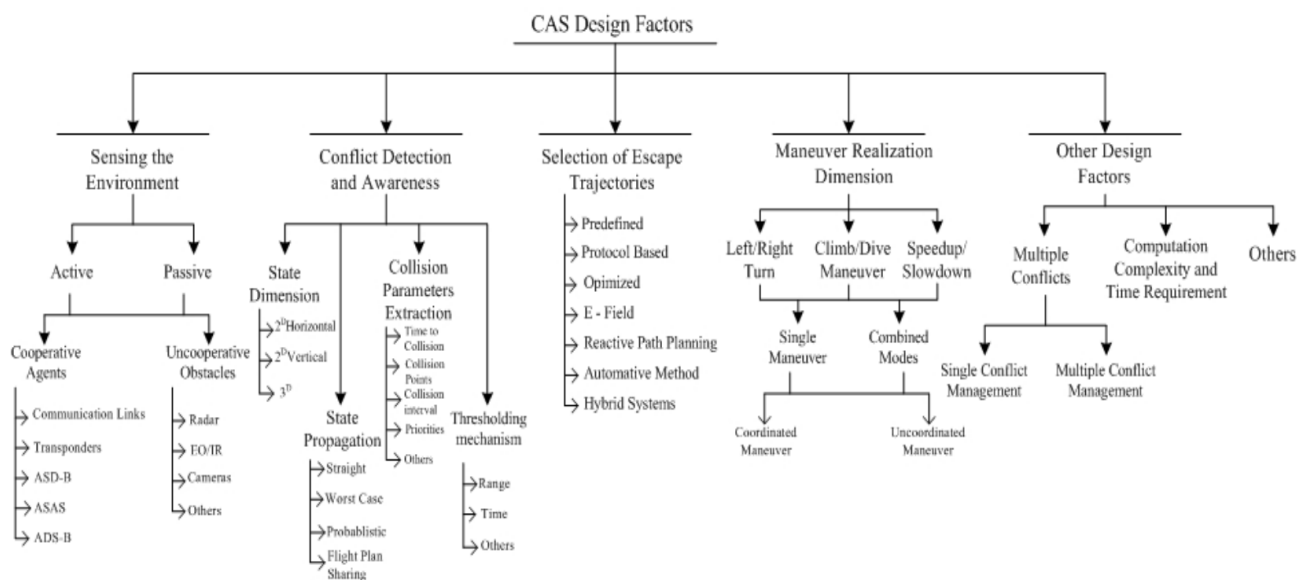 CAS Design Factors
Sensing the
Environment
Active
Passive
Cooperative
Agents
Communication Links
Transponders
ASD-B
ASAS
ADS-B
Uncooperative
Obstacles
Radar
EO/IR
Cameras
Others
Conflict Detection
and Awareness
State
Dimension
2ᴰHorizontal
2ᴰVertical
3ᴰ
State
Propagation
Straight
Worst Case
Probablistic
Flight Plan
Sharing
Collision
Parameters
Extraction
Time to
Collision
Collision
Points
Collision
interval
Priorities
Others
Thresholding
mechanism
Range
Time
Others
Selection of Escape
Trajectories
Predefined
Protocol Based
Opimized
E - Field
Reactive Path Planning
Automative Method
Hybrid Systems
Maneuver Realization
Dimension
Left/Right
Turn
Climb/Dive
Maneuver
Speedup/
Slowdown
Single
Maneuver
Combined
Modes
Coordinated
Maneuver
Uncoordinated
Maneuver
Other Design
Factors
Multiple
Conflicts
Single Conflict
Management
Multiple Conflict
Management
Computation
Complexity and
Time Requirement
Others